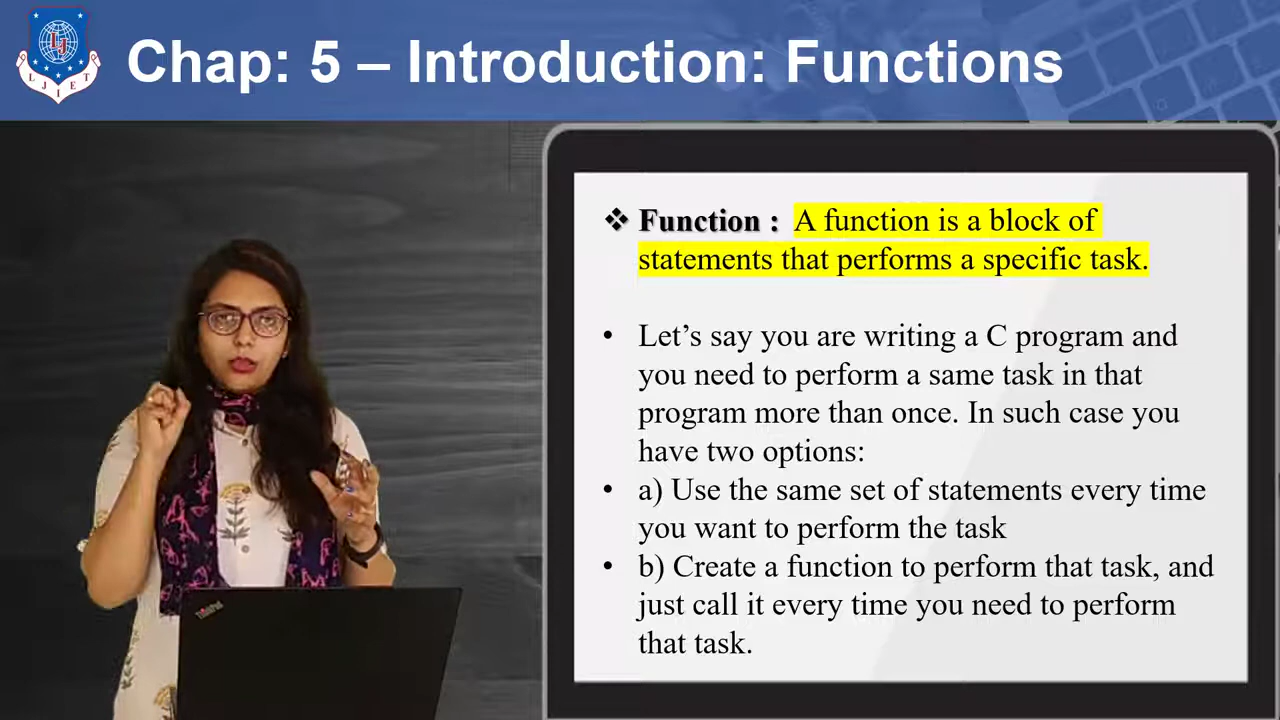 Chap: 5 – Introduction: Functions
LJ
L J I E T
❖ Function : A function is a block of
statements that performs a specific task.
• Let’s say you are writing a C program and
you need to perform a same task in that
program more than once. In such case you
have two options:
• a) Use the same set of statements every time
you want to perform the task
• b) Create a function to perform that task, and
just call it every time you need to perform
that task.
ThinkPad